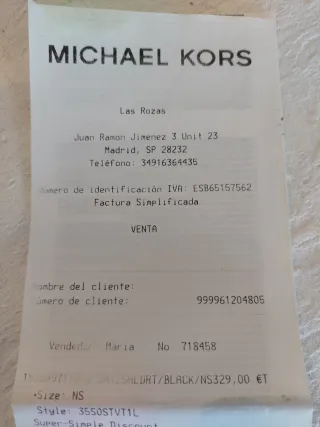 MICHAEL KORS
Las Rozas
Juan Ramon Jimenez 3 Unit 23
Madrid, SP 28232
Teléfono: 34916364435
número de identificación IVA: ESB65157562
Factura Simplificada
VENTA
Nombre del cliente:
Número de cliente: 999961204805
Vendedor Maria No 718458
/BLACK/NS329,00 €T
Size: NS
Style: 35S0STVT1L
Super-Simple Discount